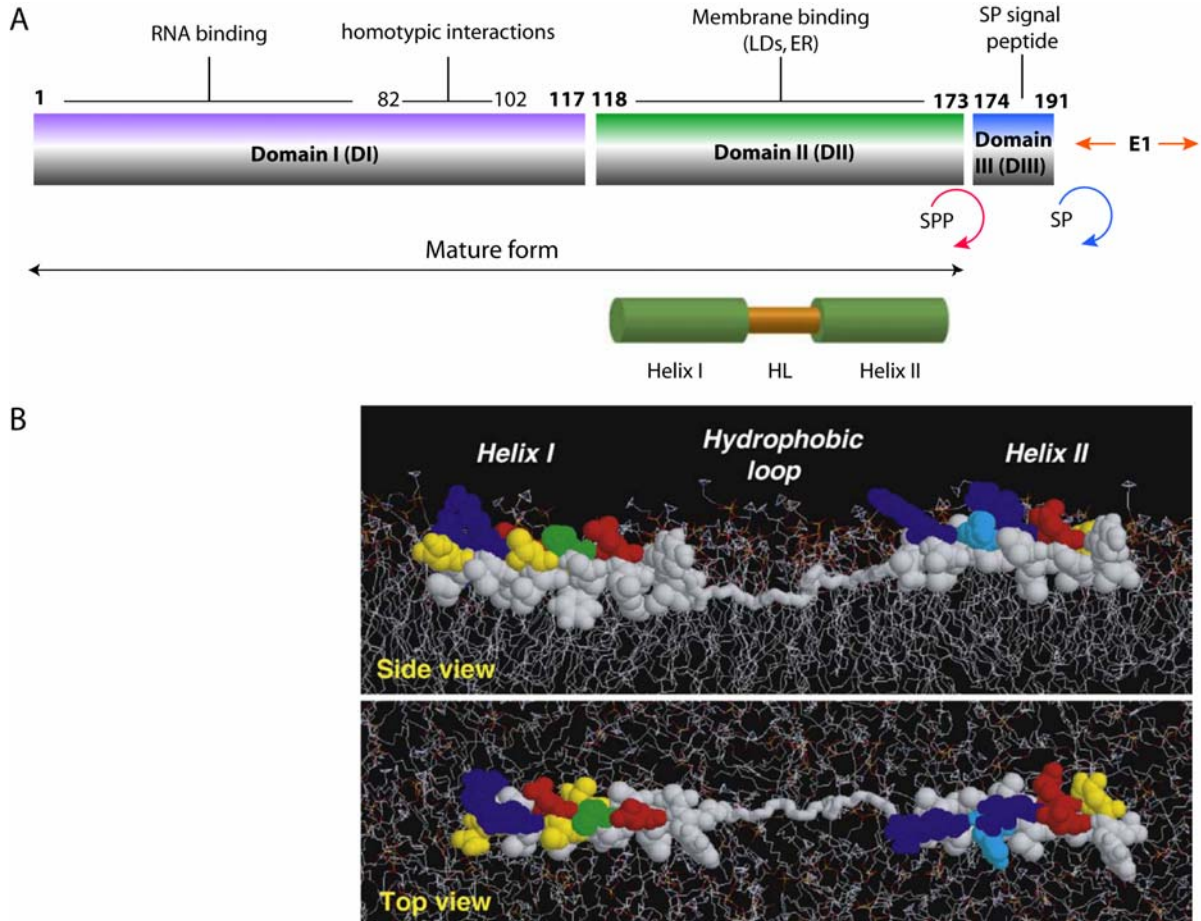 A
RNA binding
homotypic interactions
Membrane binding
(LDs, ER)
SP signal
peptide
1
82
102
117
118
173
174
191
Domain I (DI)
Domain II (DII)
Domain
III (DIII)
E1
SPP
SP
Mature form
Helix I
HL
Helix II
B
Helix I
Hydrophobic
loop
Helix II
Side view
Top view